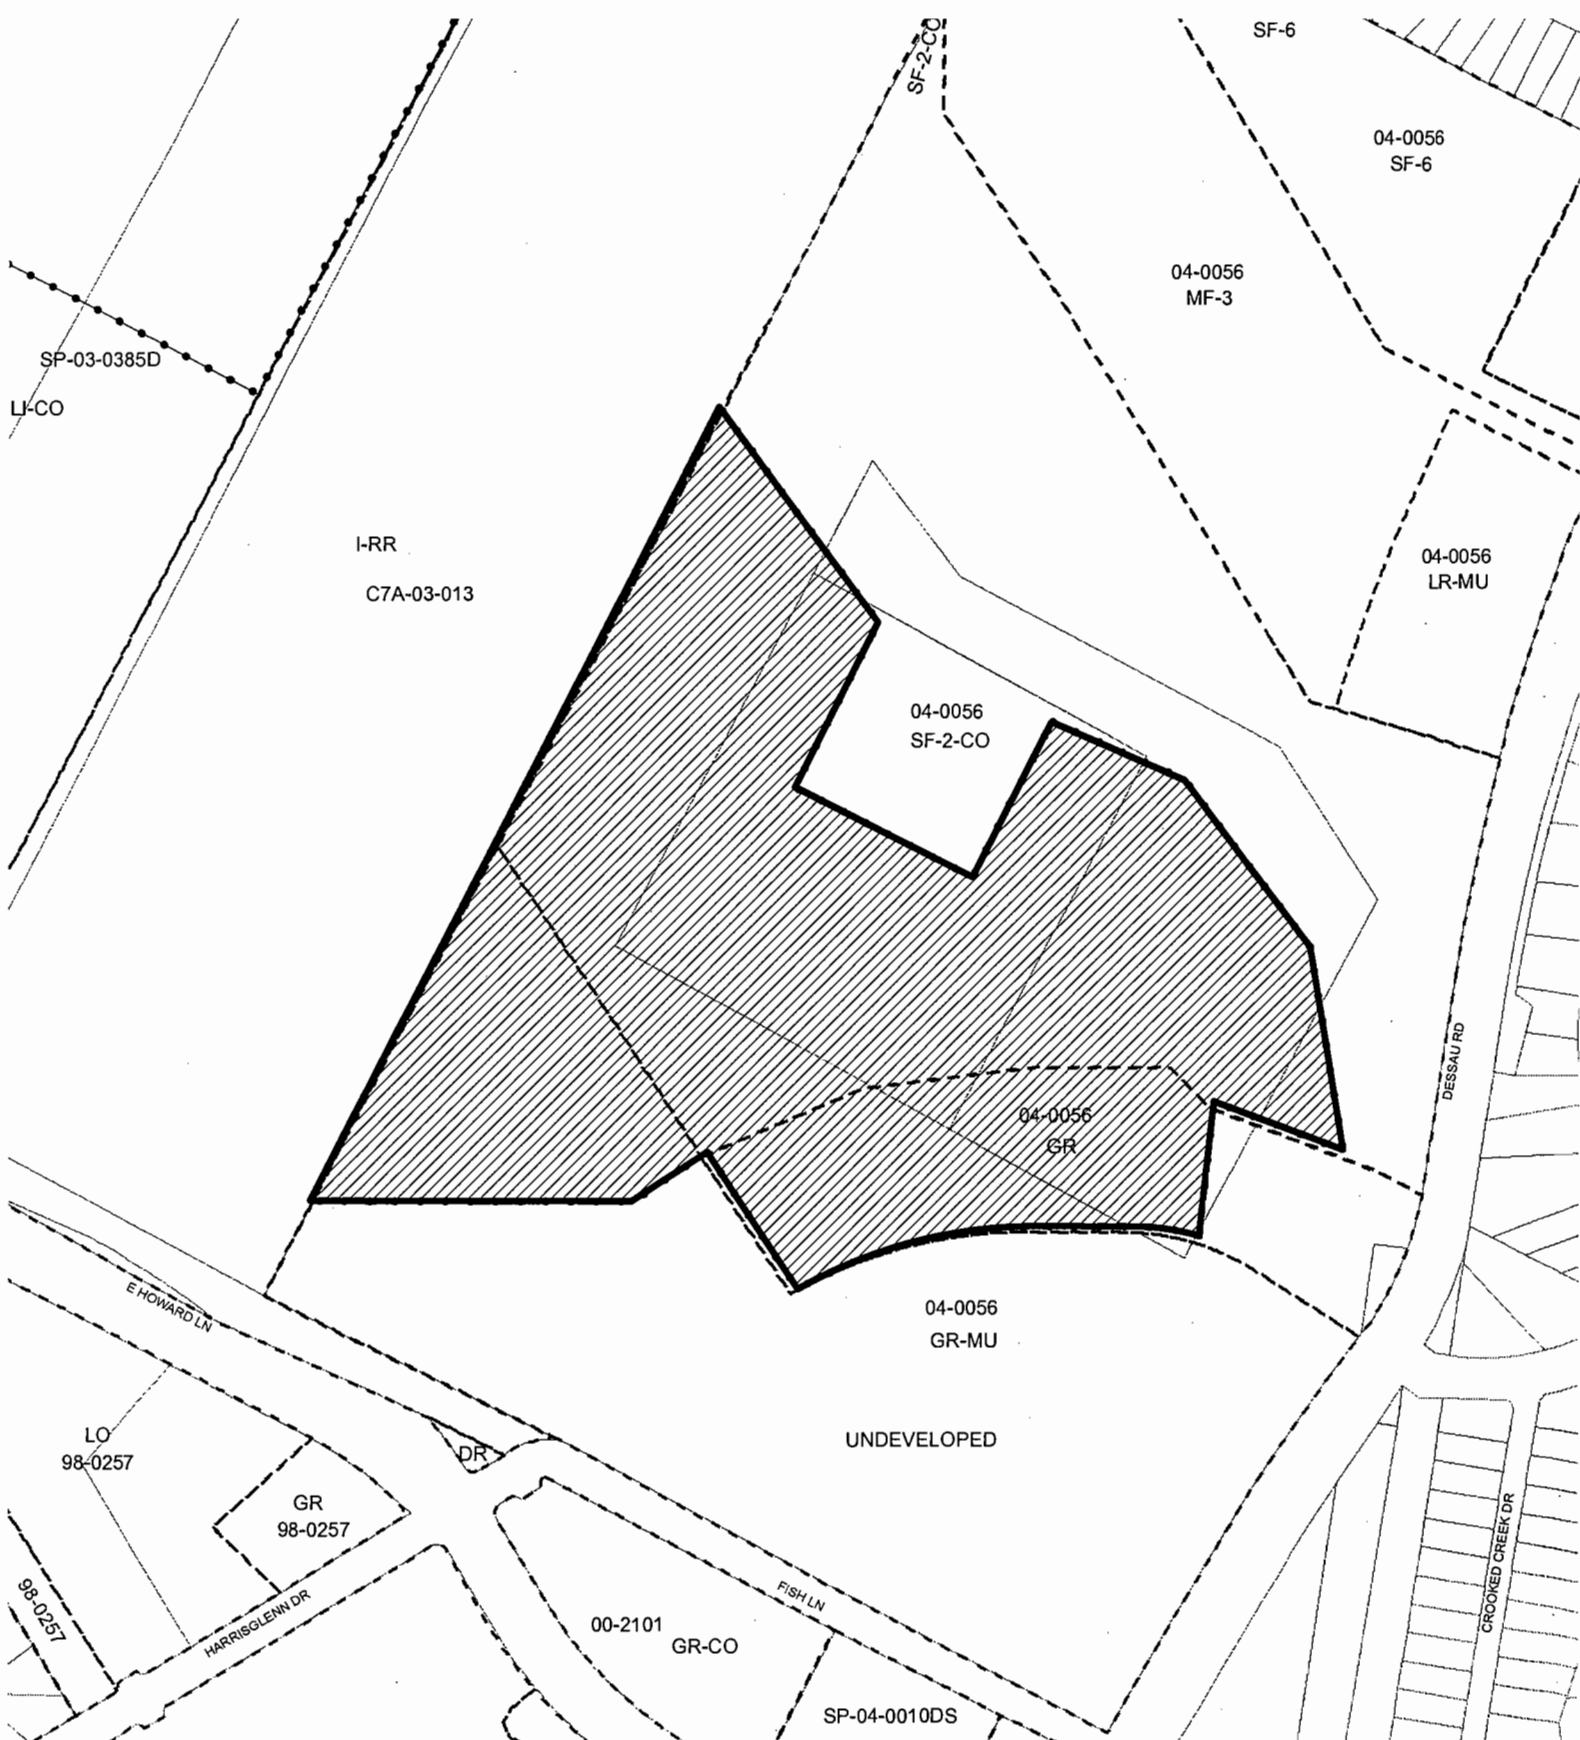 SF-6
SF-2-CO
04-0056
SF-6
04-0056
MF-3
SP-03-0385D
LI-CO
I-RR
C7A-03-013
04-0056
LR-MU
04-0056
SF-2-CO
DESSAU RD
04-0056
GR
E HOWARD LN
04-0056
GR-MU
UNDEVELOPED
LO
98-0257
DR
GR
98-0257
98-0257
HARRISGLENN DR
FISH LN
CROOKED CREEK DR
00-2101
GR-CO
SP-04-0010DS